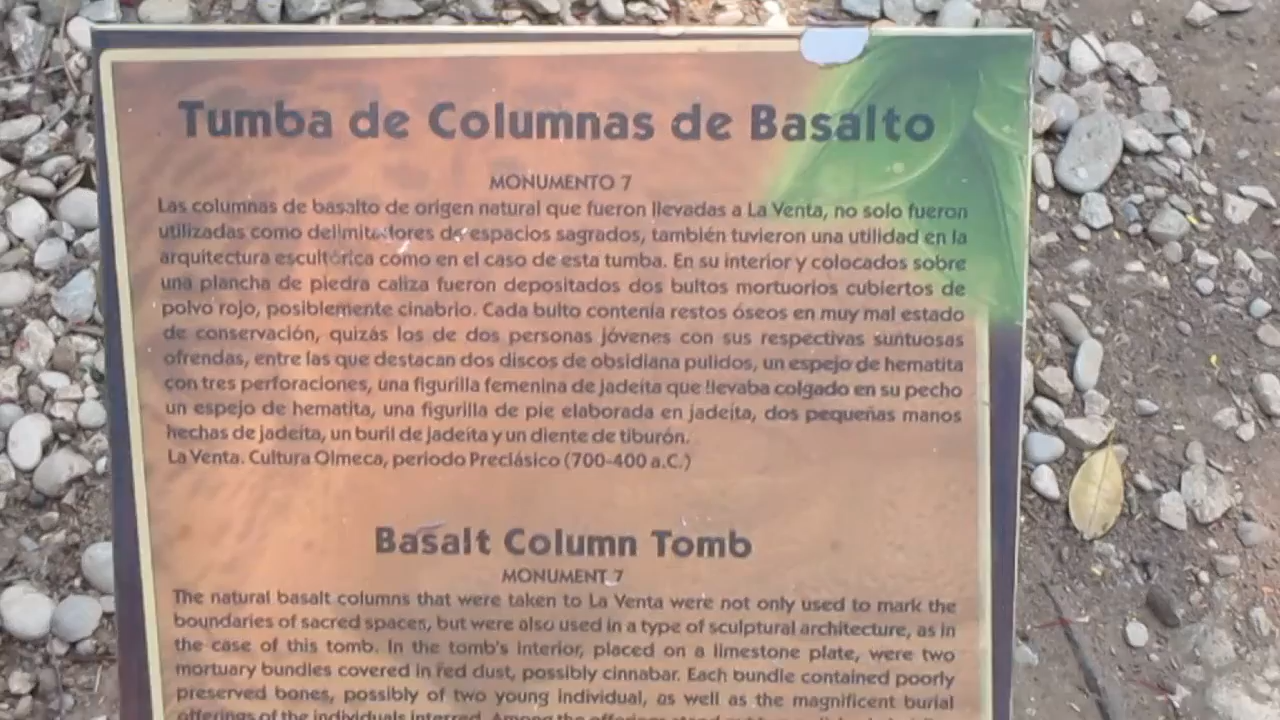 Tumba de Columnas de Basalto
MONUMENTO 7
Las columnas de basalto de origen natural que fueron llevadas a La Venta, no solo fueron
utilizadas como delimitadores de espacios sagrados, también tuvieron una utilidad en la
arquitectura escultórica como en el caso de esta tumba. En su interior y colocados sobre
una plancha de piedra caliza fueron depositados dos bultos mortuorios cubiertos de
polvo rojo, posiblemente cinabrio. Cada bulto contenía restos óseos en muy mal estado
de conservación, quizás los de dos personas jóvenes con sus respectivas suntuosas
ofrendas, entre las que destacan dos discos de obsidiana pulidos, un espejo de hematita
con tres perforaciones, una figurilla femenina de jadeíta que llevaba colgado en su pecho
un espejo de hematita, una figurilla de pie elaborada en jadeíta, dos pequeñas manos
hechas de jadeíta, un buril de jadeíta y un diente de tiburón.
La Venta. Cultura Olmeca, periodo Preclásico (700-400 a.C.)
Basalt Column Tomb
MONUMENT 7
The natural basalt columns that were taken to La Venta were not only used to mark the
boundaries of sacred spaces, but were also used in a type of sculptural architecture, as in
the case of this tomb. In the tomb's interior, placed on a limestone plate, were two
mortuary bundles covered in red dust, possibly cinnabar. Each bundle contained poorly
preserved bones, possibly of two young individual, as well as the magnificent burial
offerings of the individuals interred. Among the offerings